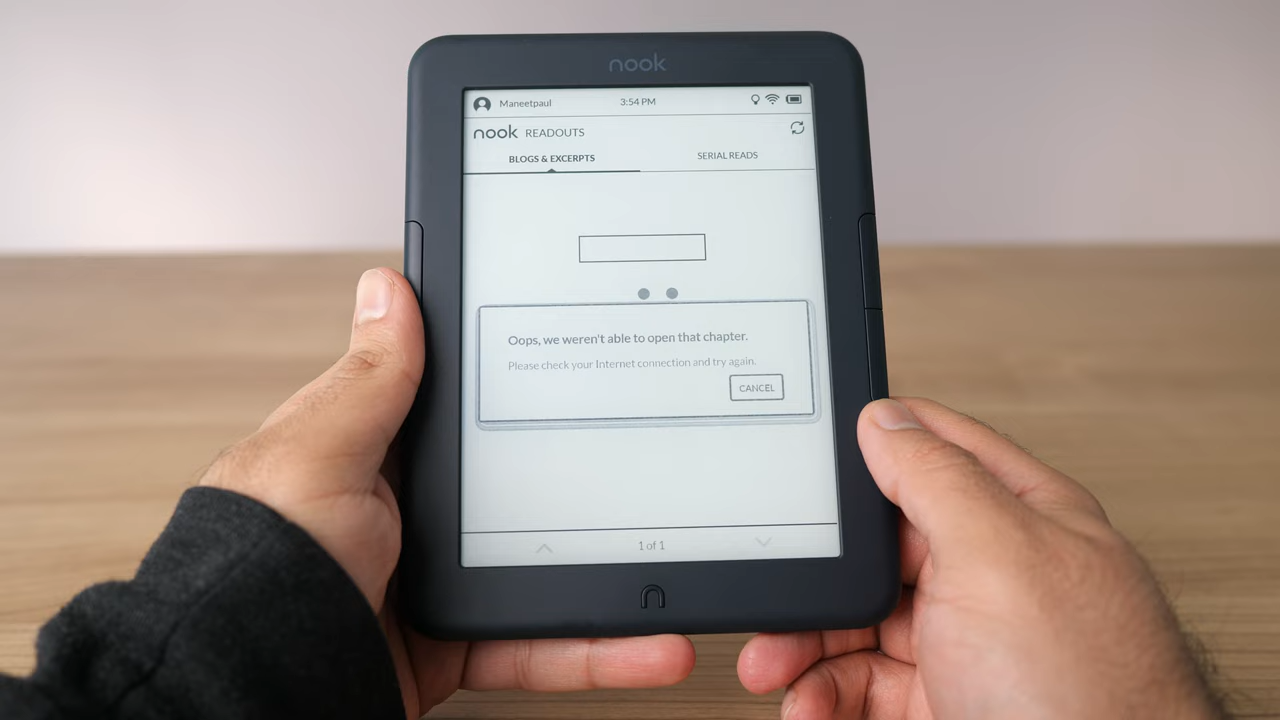 nook
Maneetpaul 3:54 PM
nook READOUTS
BLOGS & EXCERPTS SERIAL READS
Oops, we weren't able to open that chapter.
Please check your Internet connection and try again.
CANCEL
1 of 1